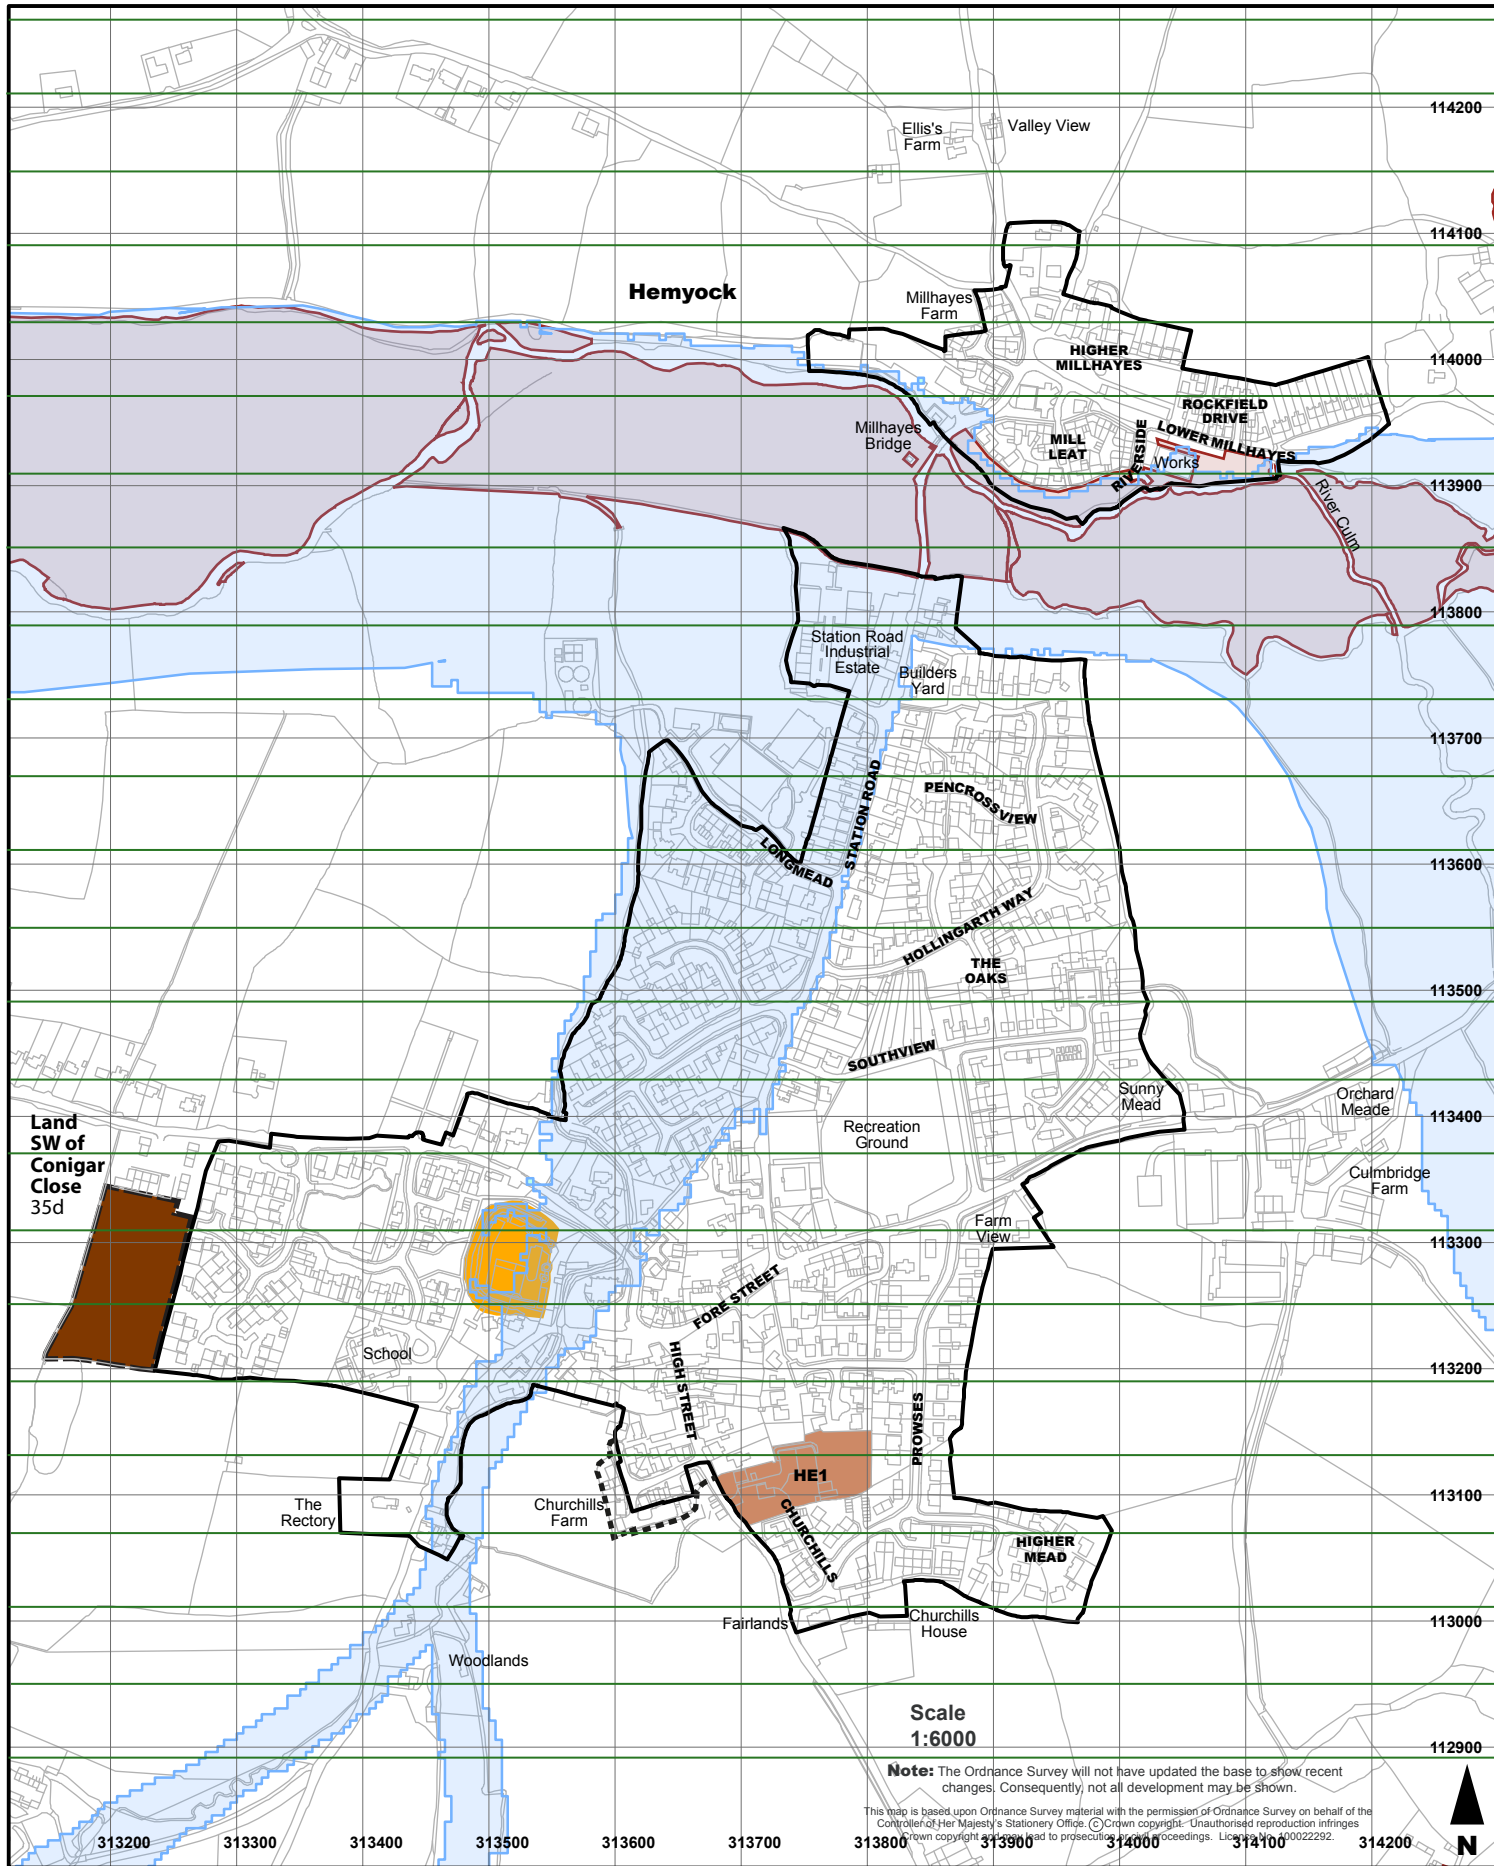 114200
Ellis's
Farm
Valley View
114100
Hemyock
Millhayes
Farm
HIGHER
MILLHAYES
114000
ROCKFIELD
DRIVE
LOWER MILLHAYES
Millhayes
Bridge
MILL
LEAT
RIVERSIDE
RIVERSIDE
Works
113900
River Culm
113800
Station Road
Industrial
Estate
Builders
Yard
113700
STATION ROAD
PENCROSS VIEW
LONGMEAD
113600
HOLLINGARTH WAY
THE
OAKS
113500
SOUTHVIEW
Sunny
Mead
Orchard
Meade
113400
Recreation
Ground
Land
SW of
Conigar
Close
35d
Culmbridge
Farm
Farm
View
113300
FORE STREET
School
HIGH STREET
113200
PROWSES
HE1
113100
The
Rectory
Churchills
Farm
CHURCHILLS
HIGHER
MEAD
Fairlands
Churchills
House
113000
Woodlands
Scale
1:6000
112900
Note: The Ordnance Survey will not have updated the base to show recent
changes. Consequently, not all development may be shown.
This map is based upon Ordnance Survey material with the permission of Ordnance Survey on behalf of the
Controller of Her Majesty's Stationery Office. © Crown copyright. Unauthorised reproduction infringes
Crown copyright and may lead to prosecution or civil proceedings. Licence No. 100022292.
313200
313300
313400
313500
313600
313700
313800
313900
314000
314100
314200
N